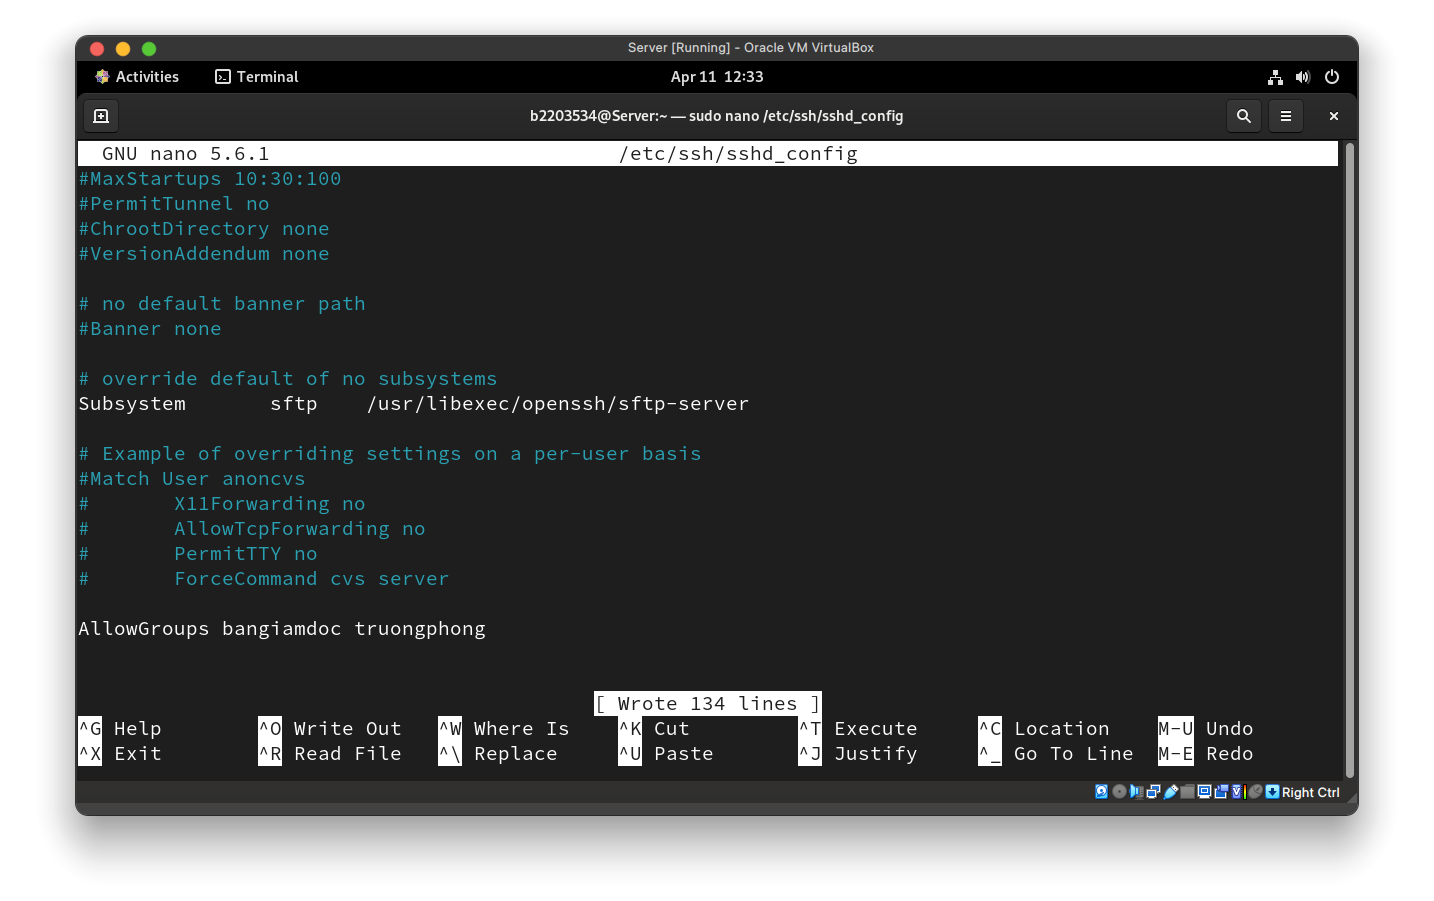 Server [Running] - Oracle VM VirtualBox
Activities Terminal Apr 11 12:33
b2203534@Server:~ — sudo nano /etc/ssh/sshd_config
GNU nano 5.6.1 /etc/ssh/sshd_config
#MaxStartups 10:30:100
#PermitTunnel no
#ChrootDirectory none
#VersionAddendum none
# no default banner path
#Banner none
# override default of no subsystems
Subsystem sftp /usr/libexec/openssh/sftp-server
# Example of overriding settings on a per-user basis
#Match User anoncvs
# X11Forwarding no
# AllowTcpForwarding no
# PermitTTY no
# ForceCommand cvs server
AllowGroups bangiamdoc truongphong
[ Wrote 134 lines ]
^G Help ^O Write Out ^W Where Is ^K Cut ^T Execute ^C Location M-U Undo
^X Exit ^R Read File ^\ Replace ^U Paste ^J Justify ^_ Go To Line M-E Redo
Right Ctrl